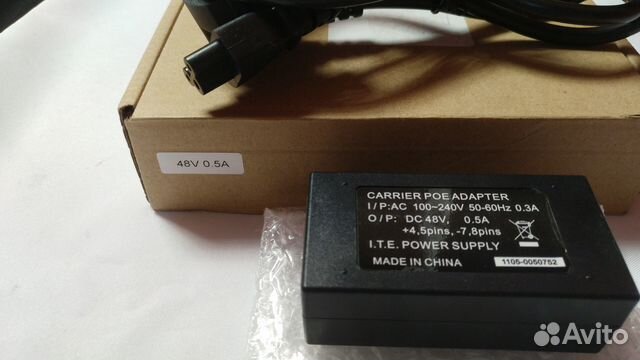 48V 0.5A
CARRIER POE ADAPTER
I/P:AC 100~240V 50-60Hz 0.3A
O/P: DC 48V, 0.5A
+4,5pins, -7,8pins
I.T.E. POWER SUPPLY
MADE IN CHINA 1105-0050752
Avito